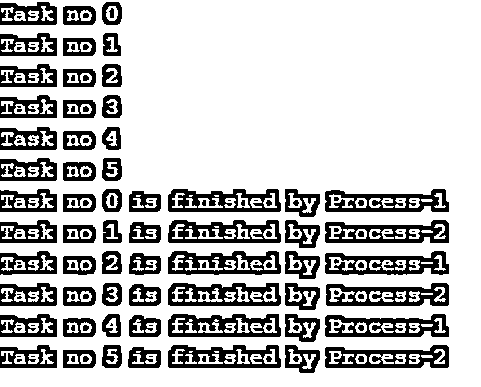 Task no 0
Task no 1
Task no 2
Task no 3
Task no 4
Task no 5
Task no 0 is finished by Process-1
Task no 1 is finished by Process-2
Task no 2 is finished by Process-1
Task no 3 is finished by Process-2
Task no 4 is finished by Process-1
Task no 5 is finished by Process-2